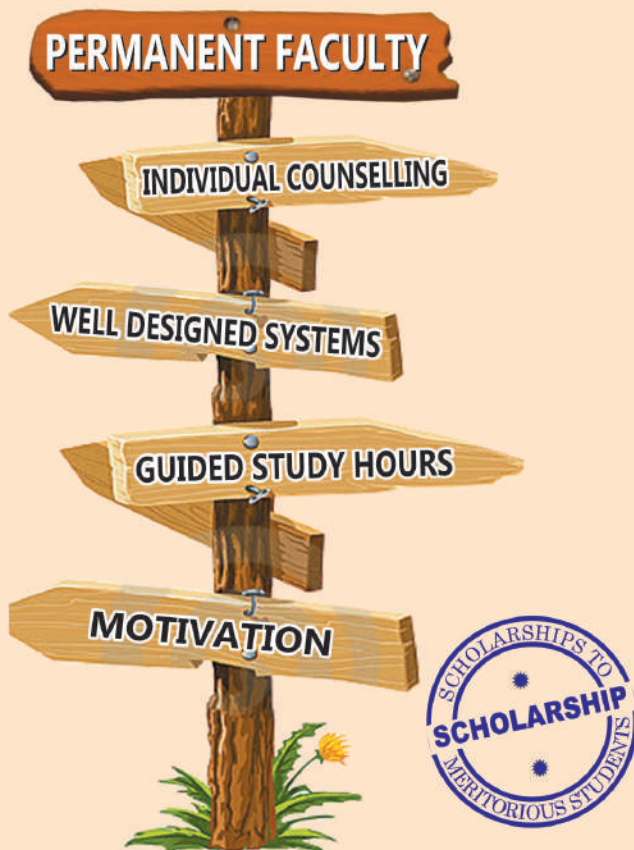 PERMANENT FACULTY
INDIVIDUAL COUNSELLING
WELL DESIGNED SYSTEMS
GUIDED STUDY HOURS
MOTIVATION
SCHOLARSHIPS TO
SCHOLARSHIP
MERITORIOUS STUDENTS